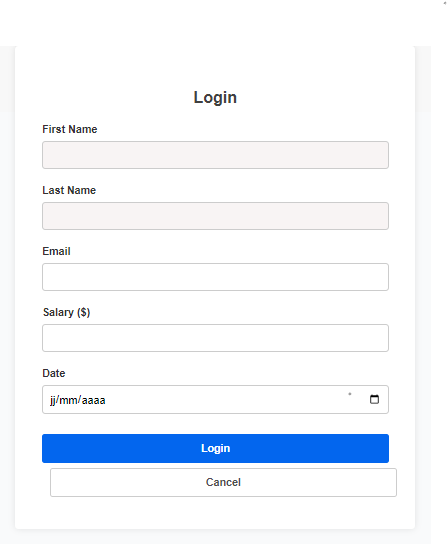 Login
First Name
Last Name
Email
Salary ($)
Date
jj/mm/aaaa
Login
Cancel